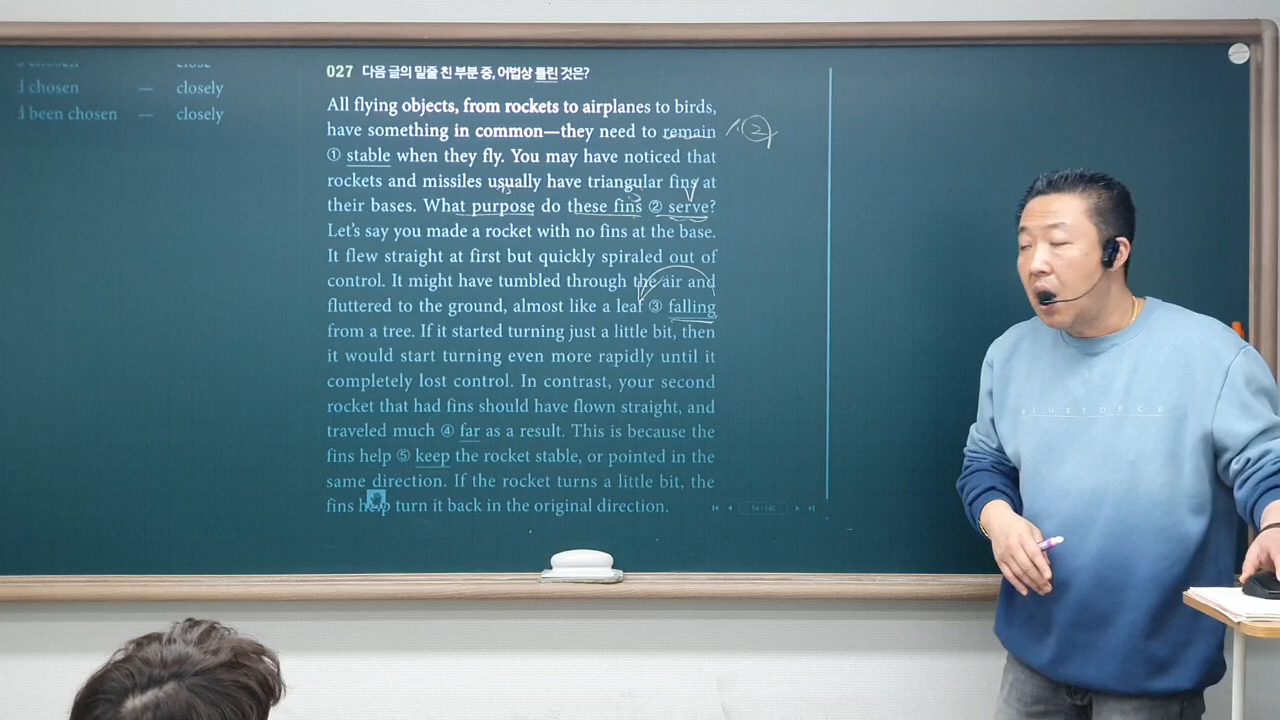 chosen — closely
been chosen — closely
027 다음 글의 밑줄 친 부분 중, 어법상 틀린 것은?
All flying objects, from rockets to airplanes to birds,
have something in common—they need to remain
① stable when they fly. You may have noticed that
rockets and missiles usually have triangular fins at
their bases. What purpose do these fins ② serve?
Let's say you made a rocket with no fins at the base.
It flew straight at first but quickly spiraled out of
control. It might have tumbled through the air and
fluttered to the ground, almost like a leaf ③ falling
from a tree. If it started turning just a little bit, then
it would start turning even more rapidly until it
completely lost control. In contrast, your second
rocket that had fins should have flown straight, and
traveled much ④ far as a result. This is because the
fins help ⑤ keep the rocket stable, or pointed in the
same direction. If the rocket turns a little bit, the
fins help turn it back in the original direction.
②
54 / 142
BLUEFORCE